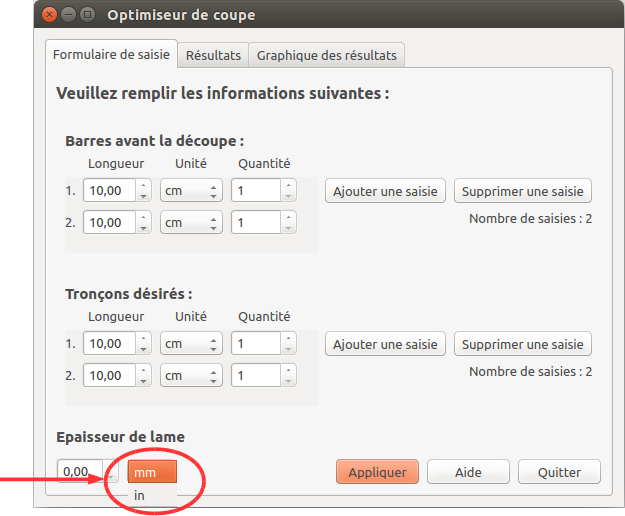 Optimiseur de coupe
Formulaire de saisie Résultats Graphique des résultats
Veuillez remplir les informations suivantes :
Barres avant la découpe :
Longueur Unité Quantité
1. 10,00 cm 1 Ajouter une saisie Supprimer une saisie
2. 10,00 cm 1
Nombre de saisies : 2
Tronçons désirés :
Longueur Unité Quantité
1. 10,00 cm 1 Ajouter une saisie Supprimer une saisie
2. 10,00 cm 1
Nombre de saisies : 2
Epaisseur de lame
0,00 mm Appliquer Aide Quitter
in